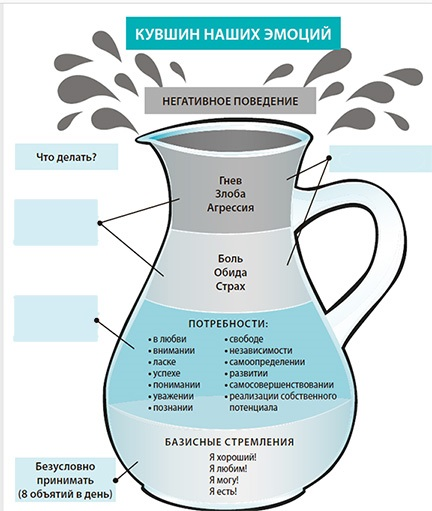 КУВШИН НАШИХ ЭМОЦИЙ
НЕГАТИВНОЕ ПОВЕДЕНИЕ
Что делать?
Гнев
Злоба
Агрессия
Боль
Обида
Страх
ПОТРЕБНОСТИ:
• в любви
• внимании
• ласке
• успехе
• понимании
• уважении
• познании
• свободе
• независимости
• самоопределении
• развитии
• самосовершенствовании
• реализации собственного
потенциала
БАЗИСНЫЕ СТРЕМЛЕНИЯ
Я хороший!
Я любим!
Я могу!
Я есть!
Безусловно
принимать
(8 объятий в день)